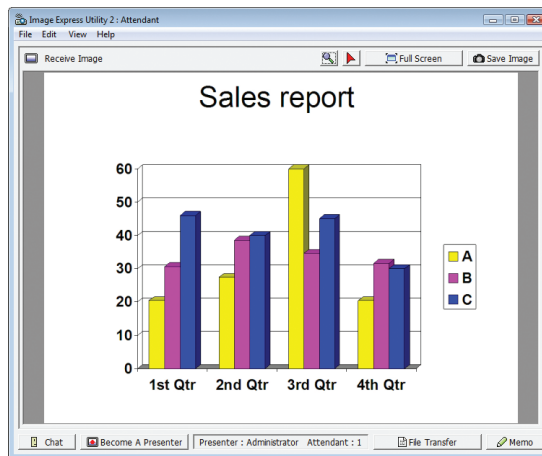 Image Express Utility 2 : Attendant
File Edit View Help
Receive Image Full Screen Save Image
Sales report
60
50
40
30
20
10
0
A
B
C
1st Qtr 2nd Qtr 3rd Qtr 4th Qtr
Chat Become A Presenter Presenter : Administrator Attendant : 1 File Transfer Memo